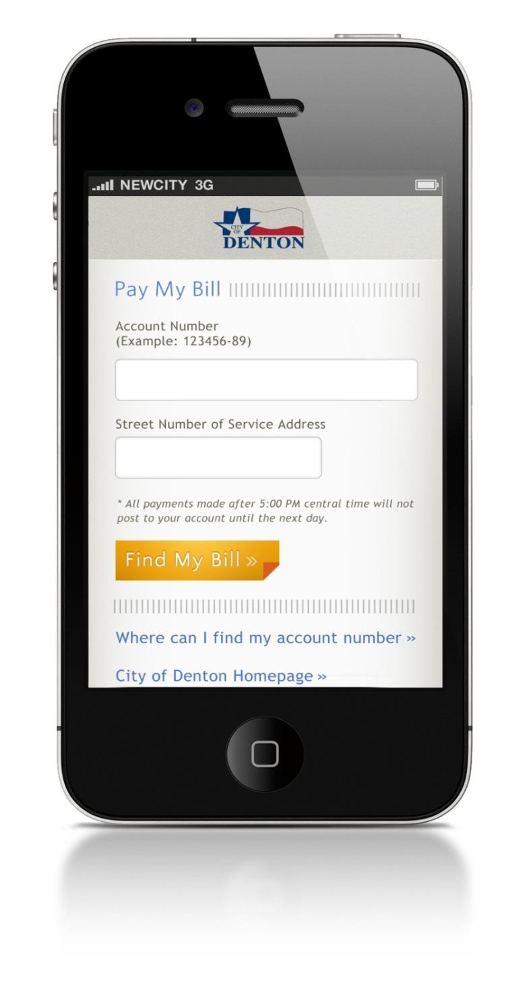 NEWCITY 3G
CITY
OF
DENTON
Pay My Bill
Account Number
(Example: 123456-89)
Street Number of Service Address
* All payments made after 5:00 PM central time will not
post to your account until the next day.
Find My Bill »
Where can I find my account number »
City of Denton Homepage »